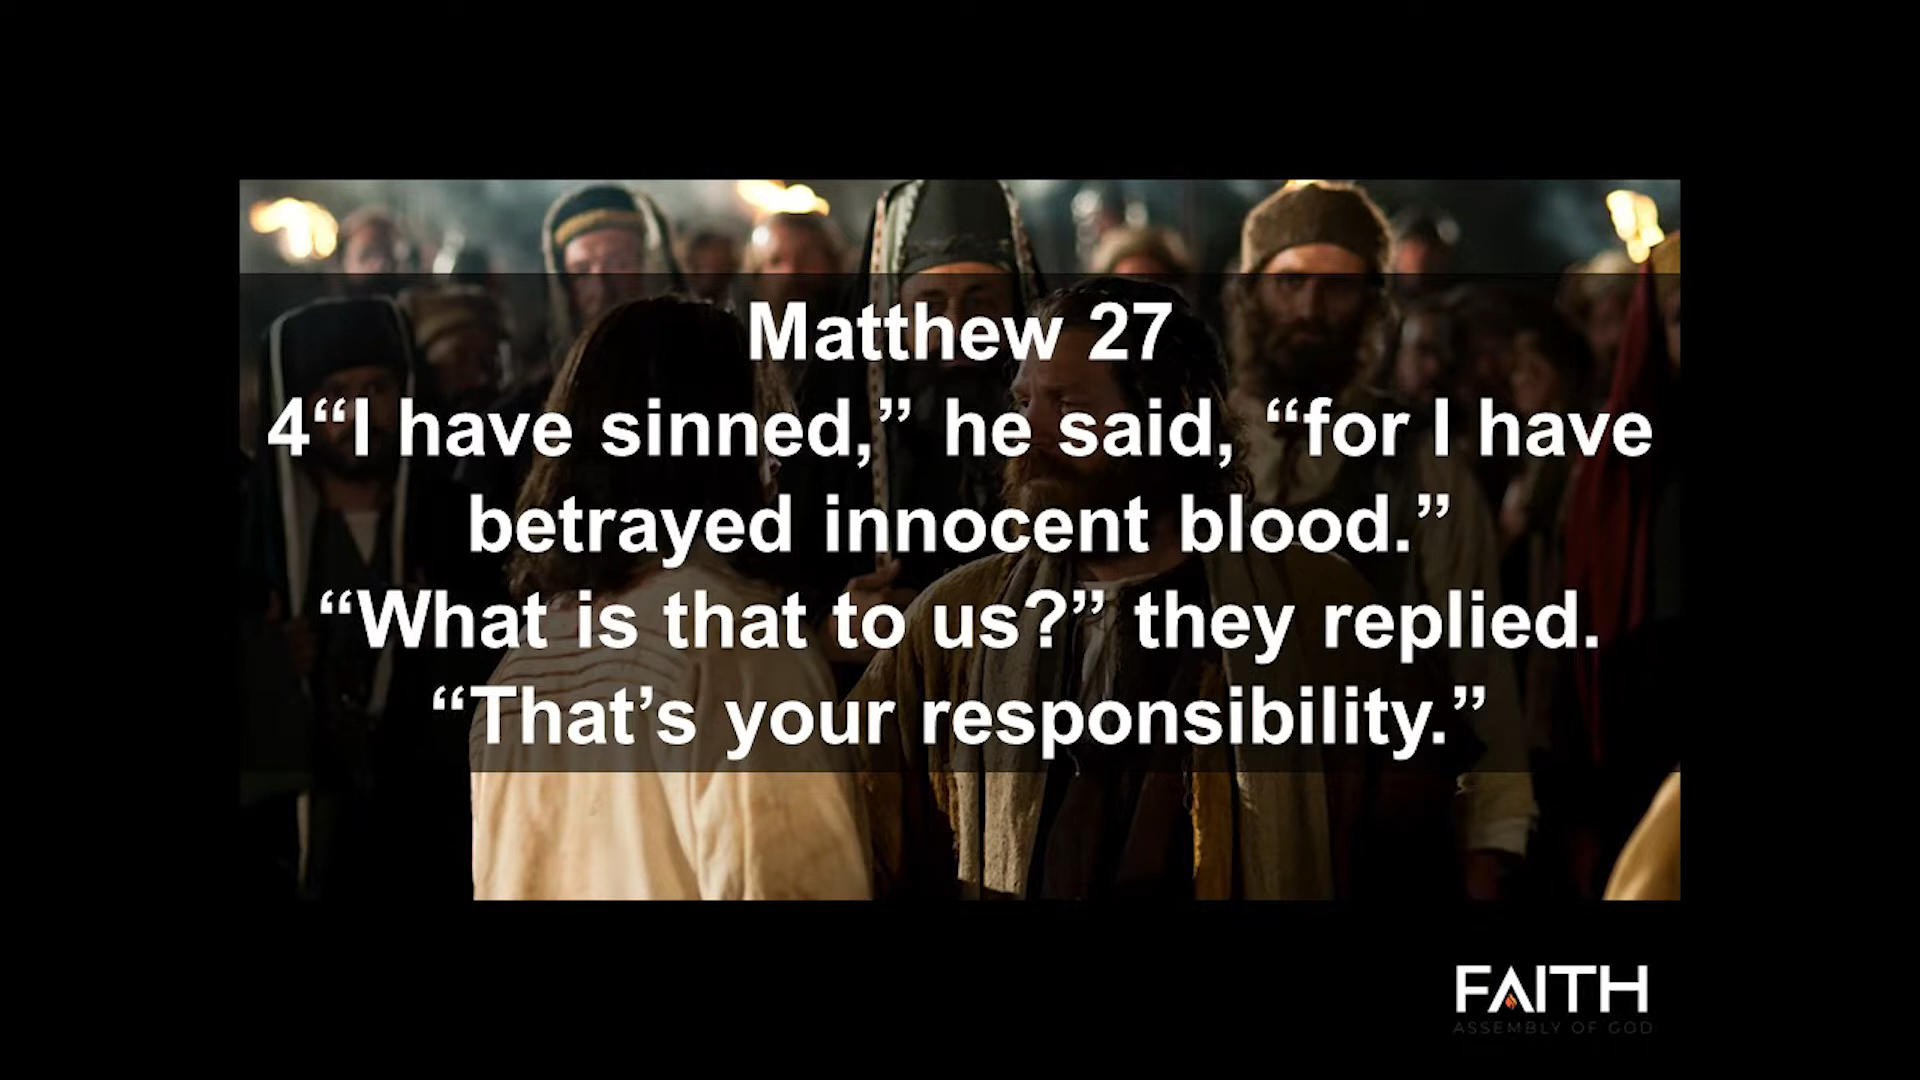 Matthew 27
4“I have sinned,” he said, “for I have
betrayed innocent blood.”
“What is that to us?” they replied.
“That’s your responsibility.”
FAITH
ASSEMBLY OF GOD